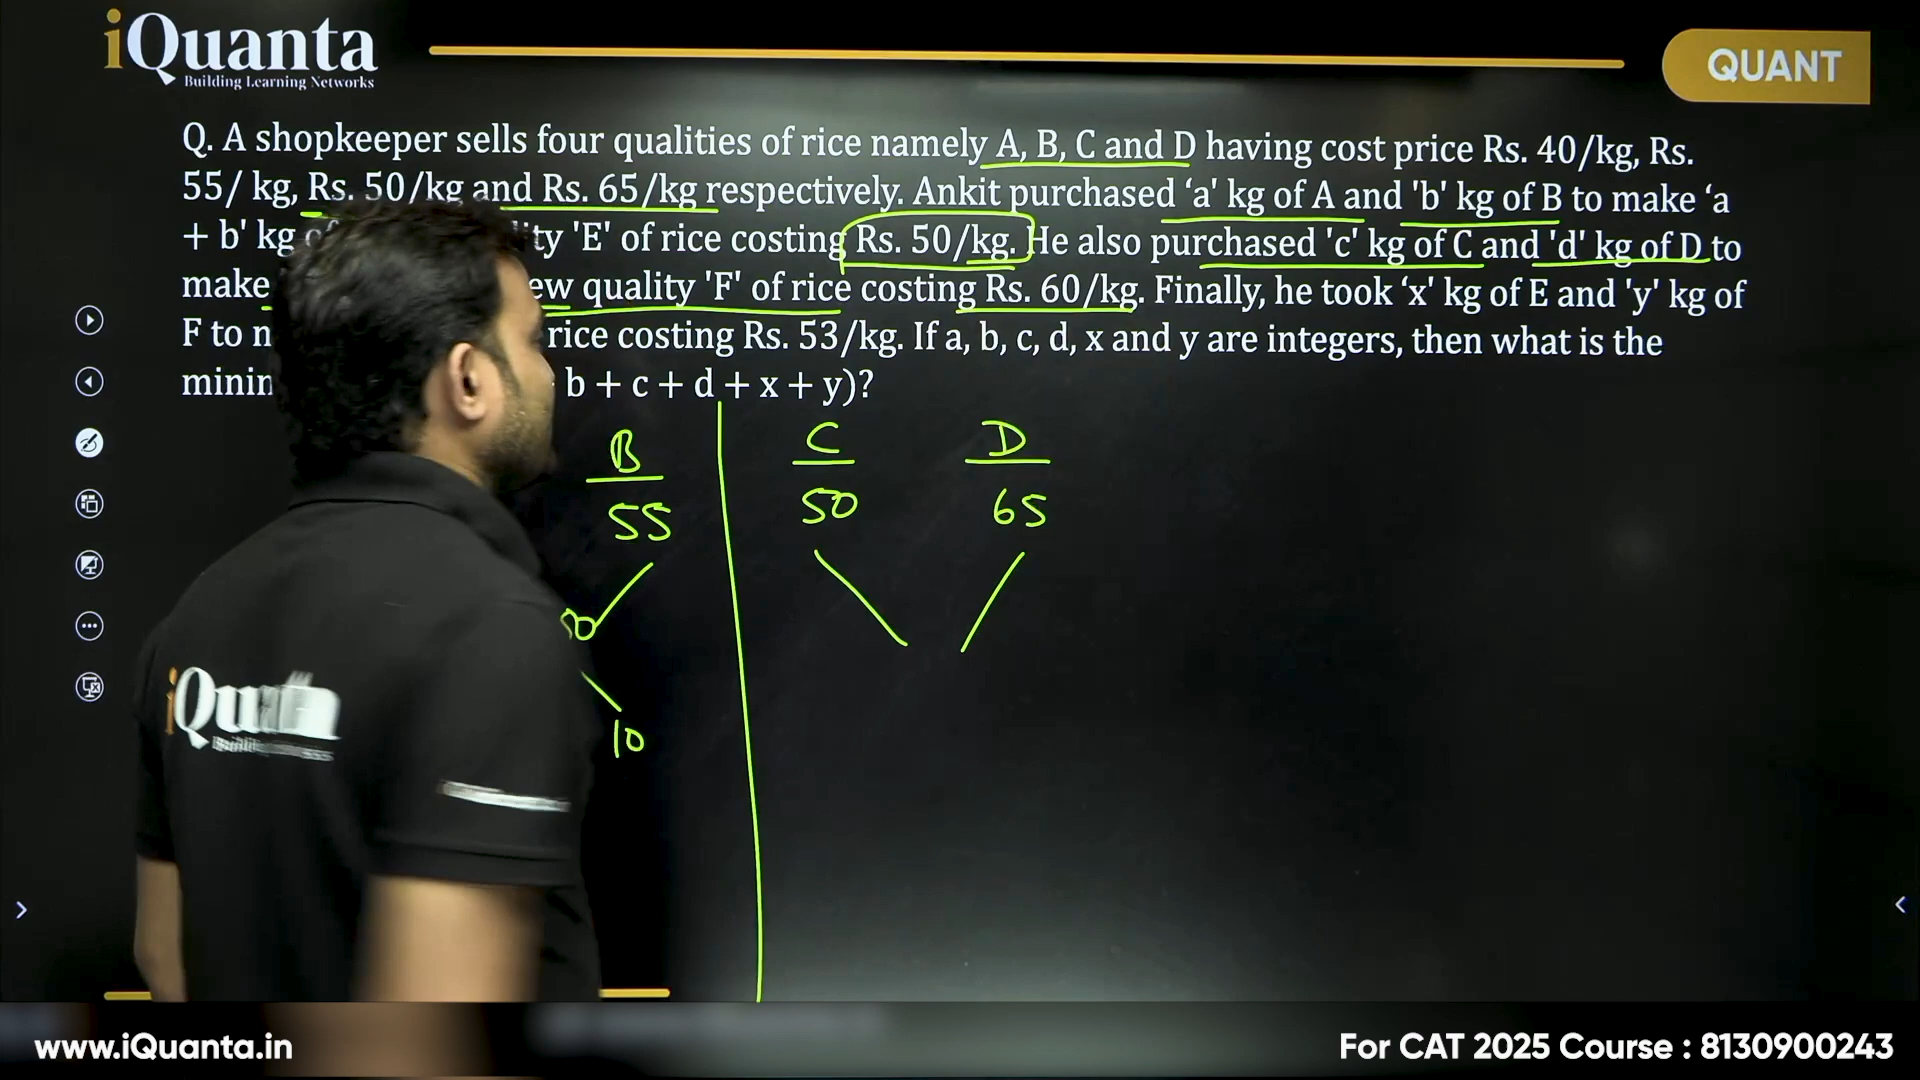 iQuanta
Building Learning Networks
QUANT
Q. A shopkeeper sells four qualities of rice namely A, B, C and D having cost price Rs. 40/kg, Rs.
55/ kg, Rs. 50/kg and Rs. 65/kg respectively. Ankit purchased ‘a' kg of A and 'b' kg of B to make ‘a
+ b' kg 'E' of rice costing Rs. 50/kg. He also purchased 'c' kg of C and 'd' kg of D to
make quality 'F' of rice costing Rs. 60/kg. Finally, he took ‘x' kg of E and 'y' kg of
F to rice costing Rs. 53/kg. If a, b, c, d, x and y are integers, then what is the
b + c + d + x + y)?
B C D
55 50 65
10
iQuanta
www.iQuanta.in
For CAT 2025 Course : 8130900243